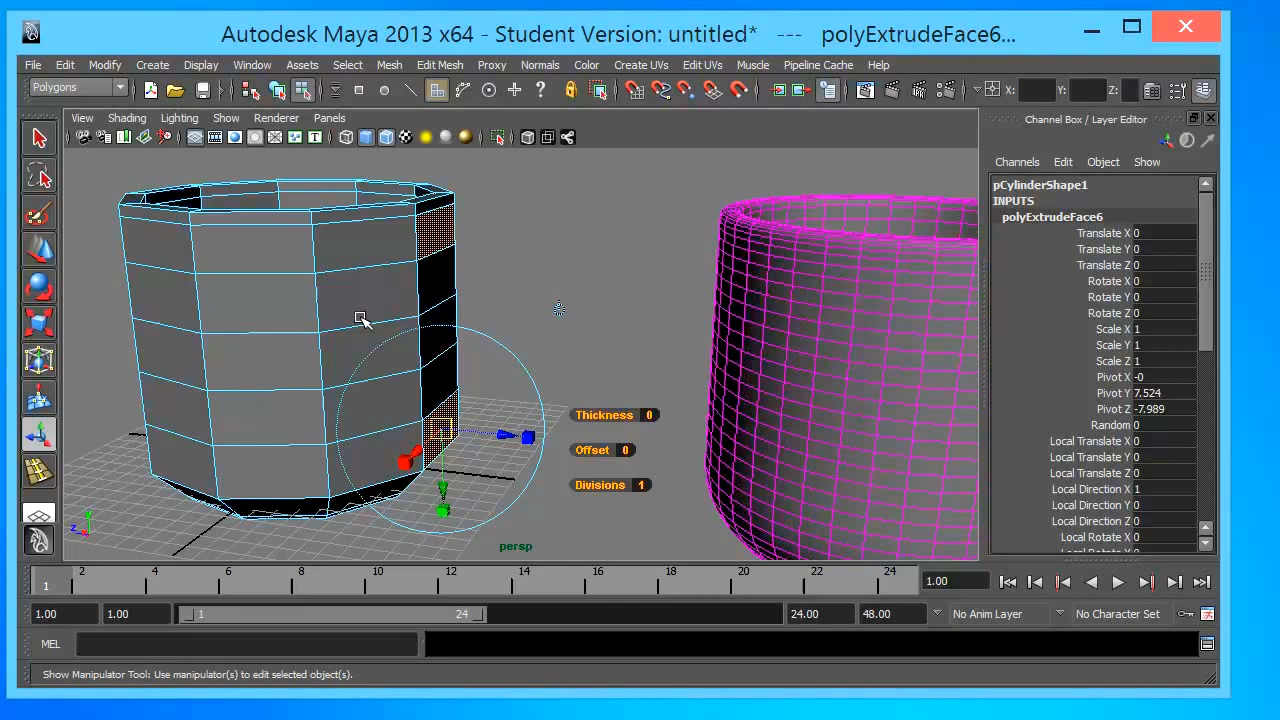 Autodesk Maya 2013 x64 - Student Version: untitled* --- polyExtrudeFace6...
File Edit Modify Create Display Window Assets Select Mesh Edit Mesh Proxy Normals Color Create UVs Edit UVs Muscle Pipeline Cache Help
Polygons X: Y: Z:
View Shading Lighting Show Renderer Panels
Channel Box / Layer Editor
Channels Edit Object Show
pCylinderShape1
INPUTS
polyExtrudeFace6
Translate X 0
Translate Y 0
Translate Z 0
Rotate X 0
Rotate Y 0
Rotate Z 0
Scale X 1
Scale Y 1
Scale Z 1
Pivot X -0
Pivot Y 7.524
Pivot Z -7.989
Random 0
Local Translate X 0
Local Translate Y 0
Local Translate Z 0
Local Direction X 1
Local Direction Y 0
Local Direction Z 0
Local Rotate X 0
Thickness 0
Offset 0
Divisions 1
y
z
persp
1 2 4 6 8 10 12 14 16 18 20 22 24 1.00
1.00 1.00 1 24 24.00 48.00 No Anim Layer No Character Set
MEL
Show Manipulator Tool: Use manipulator(s) to edit selected object(s).